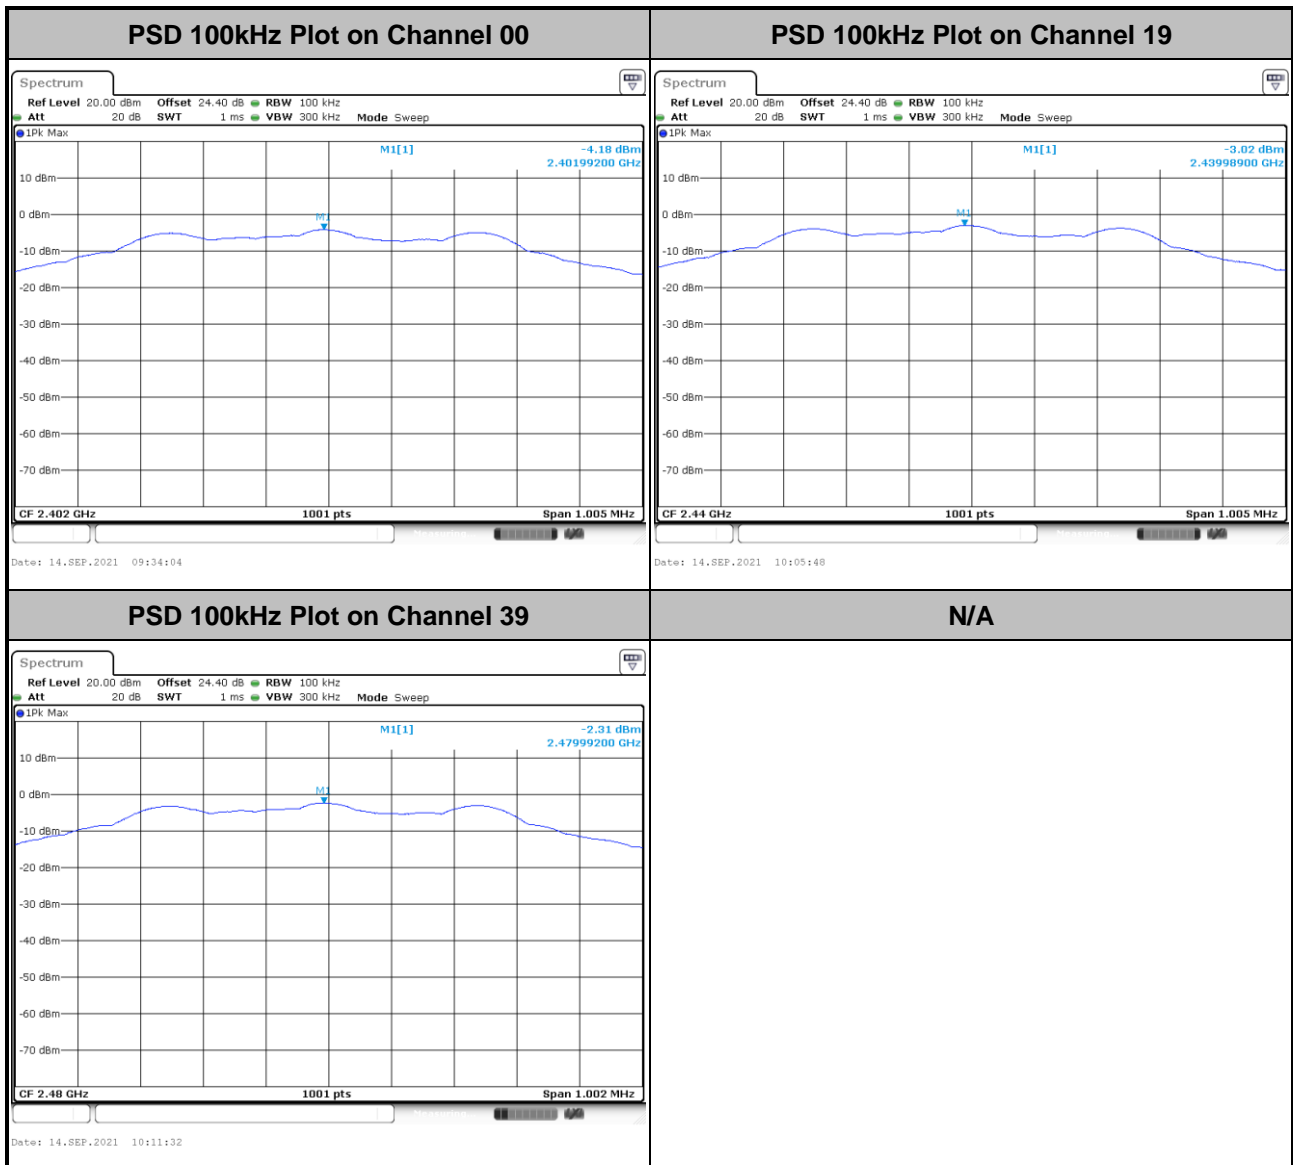 PSD 100kHz Plot on Channel 00
Spectrum
Ref Level 20.00 dBm Offset 24.40 dB RBW 100 kHz
Att 20 dB SWT 1 ms VBW 300 kHz Mode Sweep
1Pk Max
M1[1] -4.18 dBm
2.40199200 GHz
10 dBm
0 dBm
M1
-10 dBm
-20 dBm
-30 dBm
-40 dBm
-50 dBm
-60 dBm
-70 dBm
CF 2.402 GHz 1001 pts Span 1.005 MHz
Measuring...
Date: 14.SEP.2021 09:34:04
PSD 100kHz Plot on Channel 19
Spectrum
Ref Level 20.00 dBm Offset 24.40 dB RBW 100 kHz
Att 20 dB SWT 1 ms VBW 300 kHz Mode Sweep
1Pk Max
M1[1] -3.02 dBm
2.43998900 GHz
10 dBm
0 dBm
M1
-10 dBm
-20 dBm
-30 dBm
-40 dBm
-50 dBm
-60 dBm
-70 dBm
CF 2.44 GHz 1001 pts Span 1.005 MHz
Measuring...
Date: 14.SEP.2021 10:05:48
PSD 100kHz Plot on Channel 39
Spectrum
Ref Level 20.00 dBm Offset 24.40 dB RBW 100 kHz
Att 20 dB SWT 1 ms VBW 300 kHz Mode Sweep
1Pk Max
M1[1] -2.31 dBm
2.47999200 GHz
10 dBm
0 dBm
M1
-10 dBm
-20 dBm
-30 dBm
-40 dBm
-50 dBm
-60 dBm
-70 dBm
CF 2.48 GHz 1001 pts Span 1.002 MHz
Measuring...
Date: 14.SEP.2021 10:11:32
N/A